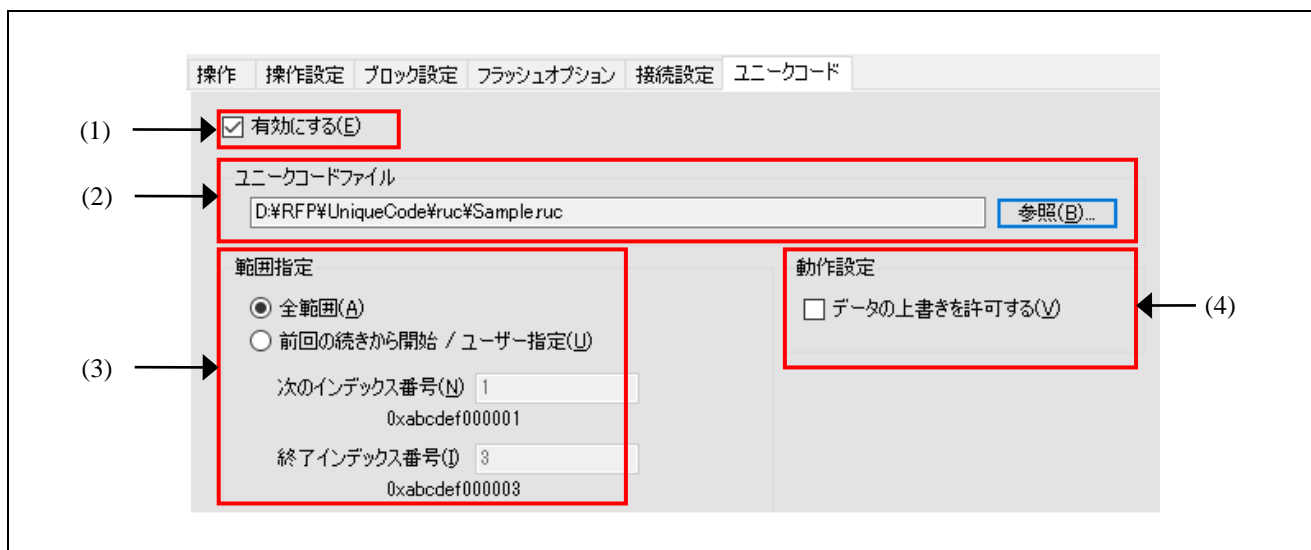 操作 操作設定 ブロック設定 フラッシュオプション 接続設定 ユニークコード
(1) 有効にする(E)
ユニークコードファイル
(2)
D:¥RFP¥UniqueCode¥ruc¥Sample.ruc 参照(B)...
範囲指定 動作設定
全範囲(A) データの上書きを許可する(V) (4)
前回の続きから開始 / ユーザー指定(U)
(3)
次のインデックス番号(N) 1
0xabcdef000001
終了インデックス番号(I) 3
0xabcdef000003